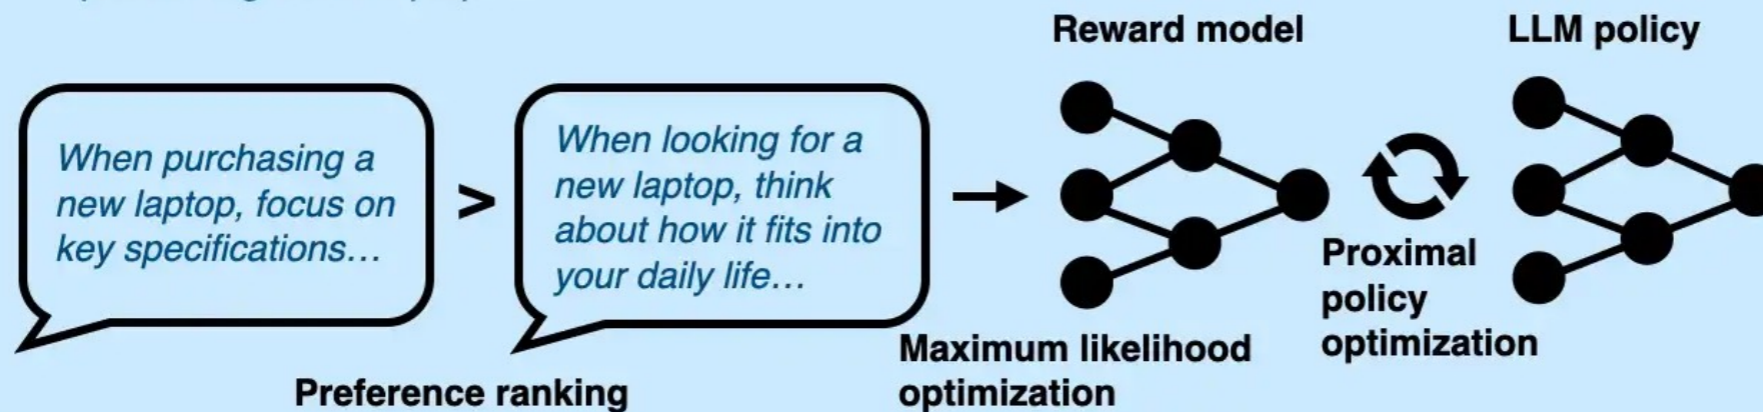 Reward model
LLM policy
When purchasing a
new laptop, focus on
key specifications…
>
When looking for a
new laptop, think
about how it fits into
your daily life…
Proximal
policy
optimization
Maximum likelihood
optimization
Preference ranking